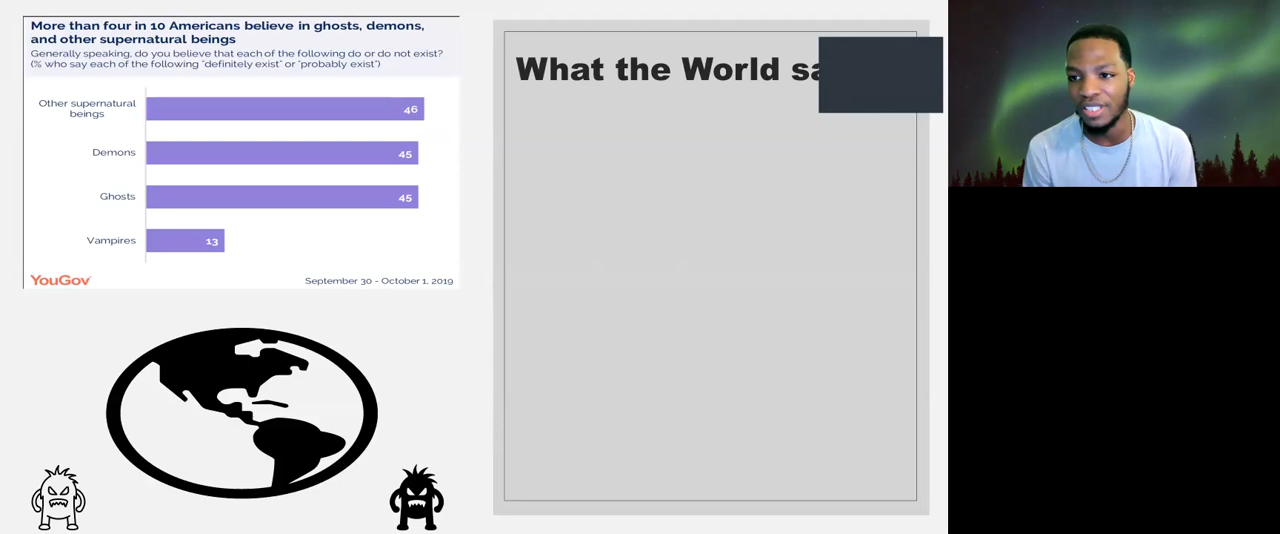 More than four in 10 Americans believe in ghosts, demons,
and other supernatural beings
Generally speaking, do you believe that each of the following do or do not exist?
(% who say each of the following "definitely exist" or "probably exist")
Other supernatural
beings
46
Demons
45
Ghosts
45
Vampires
13
YouGov
September 30 - October 1, 2019
What the World